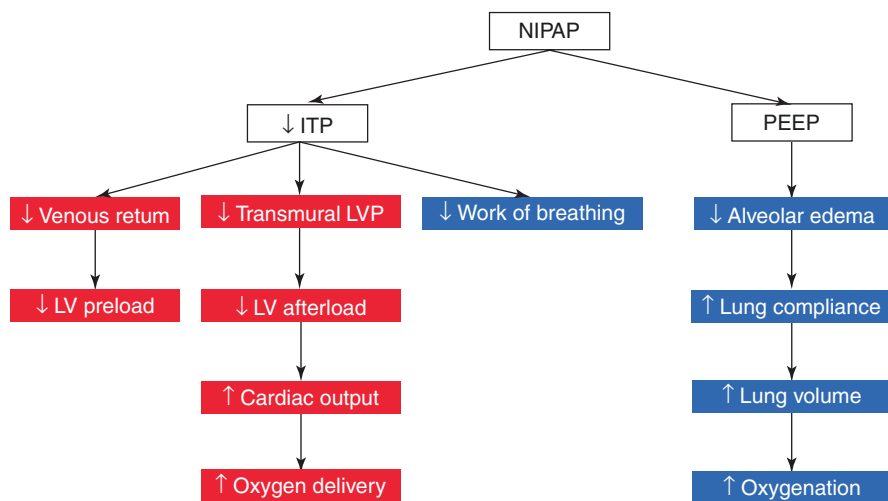 NIPAP
↓ ITP
PEEP
↓ Venous retum
↓ Transmural LVP
↓ Work of breathing
↓ Alveolar edema
↓ LV preload
↓ LV afterload
↑ Lung compliance
↑ Cardiac output
↑ Lung volume
↑ Oxygen delivery
↑ Oxygenation